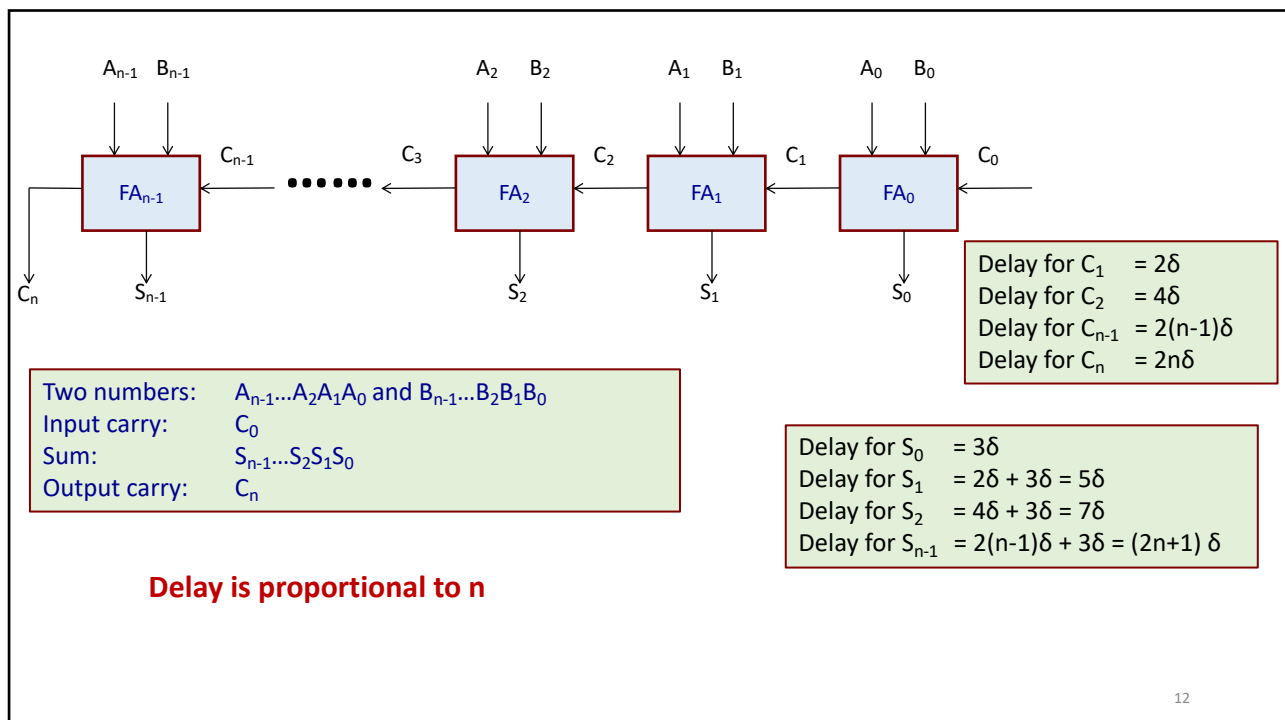 Aₙ₋₁ Bₙ₋₁ A₂ B₂ A₁ B₁ A₀ B₀
Cₙ₋₁ C₃ C₂ C₁ C₀
FAₙ₋₁ •••••• FA₂ FA₁ FA₀
Cₙ Sₙ₋₁ S₂ S₁ S₀
Delay for C₁ = 2δ
Delay for C₂ = 4δ
Delay for Cₙ₋₁ = 2(n-1)δ
Delay for Cₙ = 2nδ
Two numbers: Aₙ₋₁…A₂A₁A₀ and Bₙ₋₁…B₂B₁B₀
Input carry: C₀
Sum: Sₙ₋₁…S₂S₁S₀
Output carry: Cₙ
Delay for S₀ = 3δ
Delay for S₁ = 2δ + 3δ = 5δ
Delay for S₂ = 4δ + 3δ = 7δ
Delay for Sₙ₋₁ = 2(n-1)δ + 3δ = (2n+1) δ
Delay is proportional to n
12